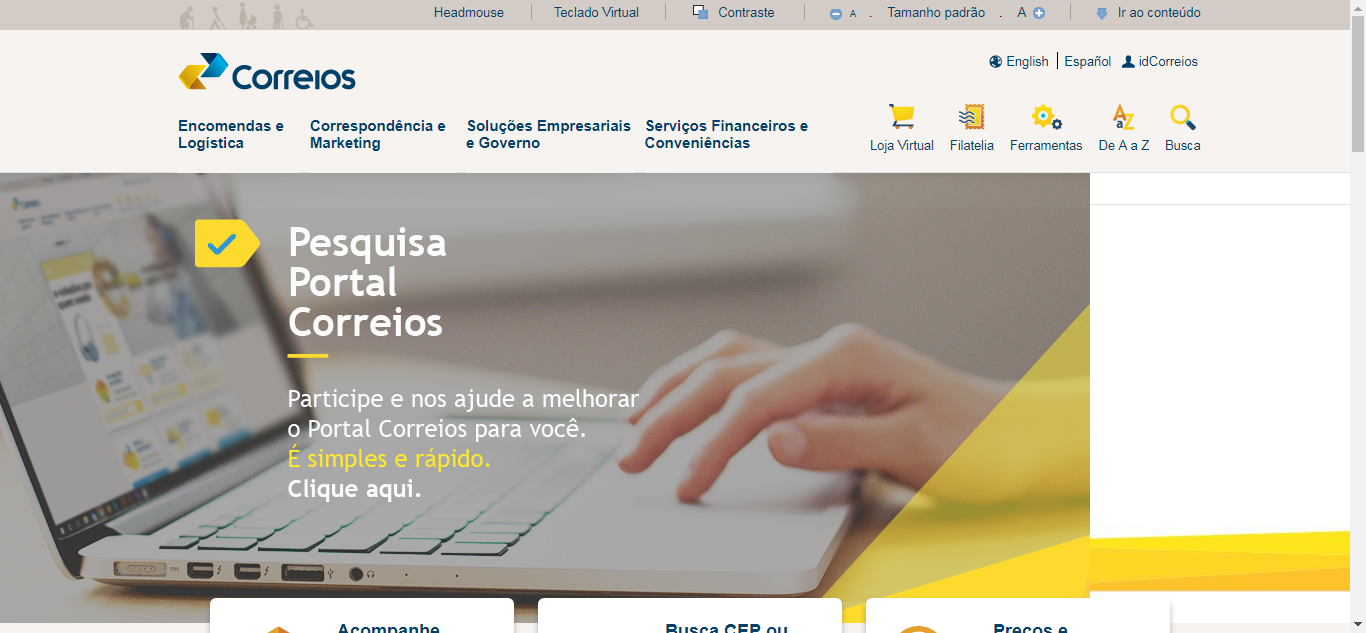 Headmouse
Teclado Virtual
Contraste
A . Tamanho padrão . A
Ir ao conteúdo
Correios
English
Español
idCorreios
Encomendas e
Logística
Correspondência e
Marketing
Soluções Empresariais
e Governo
Serviços Financeiros e
Conveniências
Loja Virtual
Filatelia
Ferramentas
De A a Z
Busca
Pesquisa
Portal
Correios
Participe e nos ajude a melhorar
o Portal Correios para você.
É simples e rápido.
Clique aqui.
Acompanhe
Busca CEP ou
Preços e